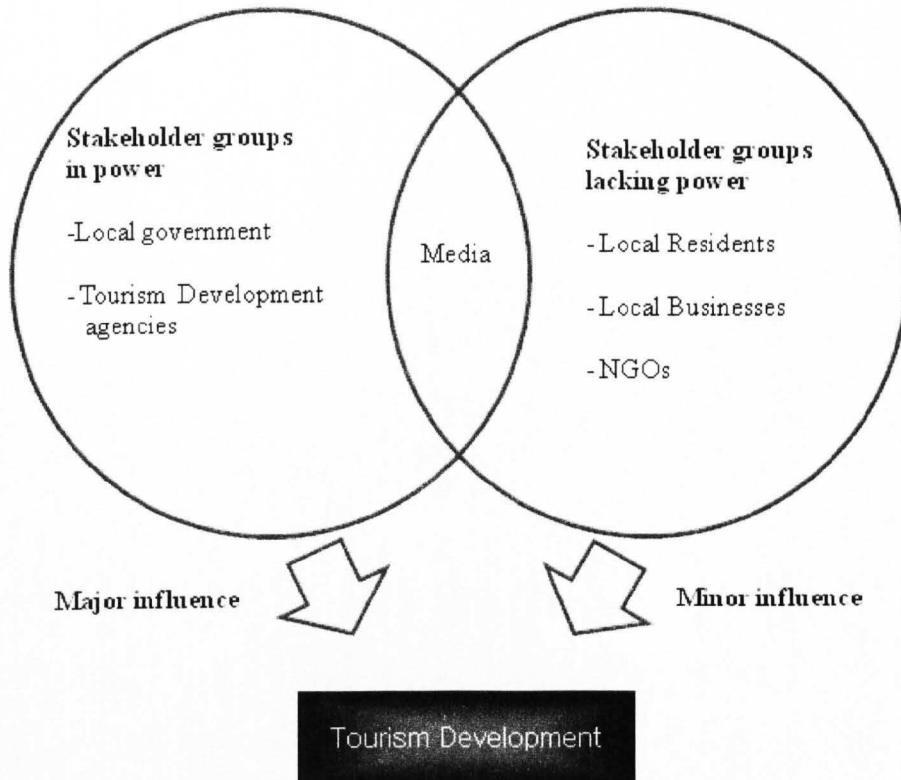 Stakeholder groups
in power
-Local government
-Tourism Development
agencies
Media
Stakeholder groups
lacking power
-Local Residents
-Local Businesses
-NGOs
Major influence
Minor influence
Tourism Development